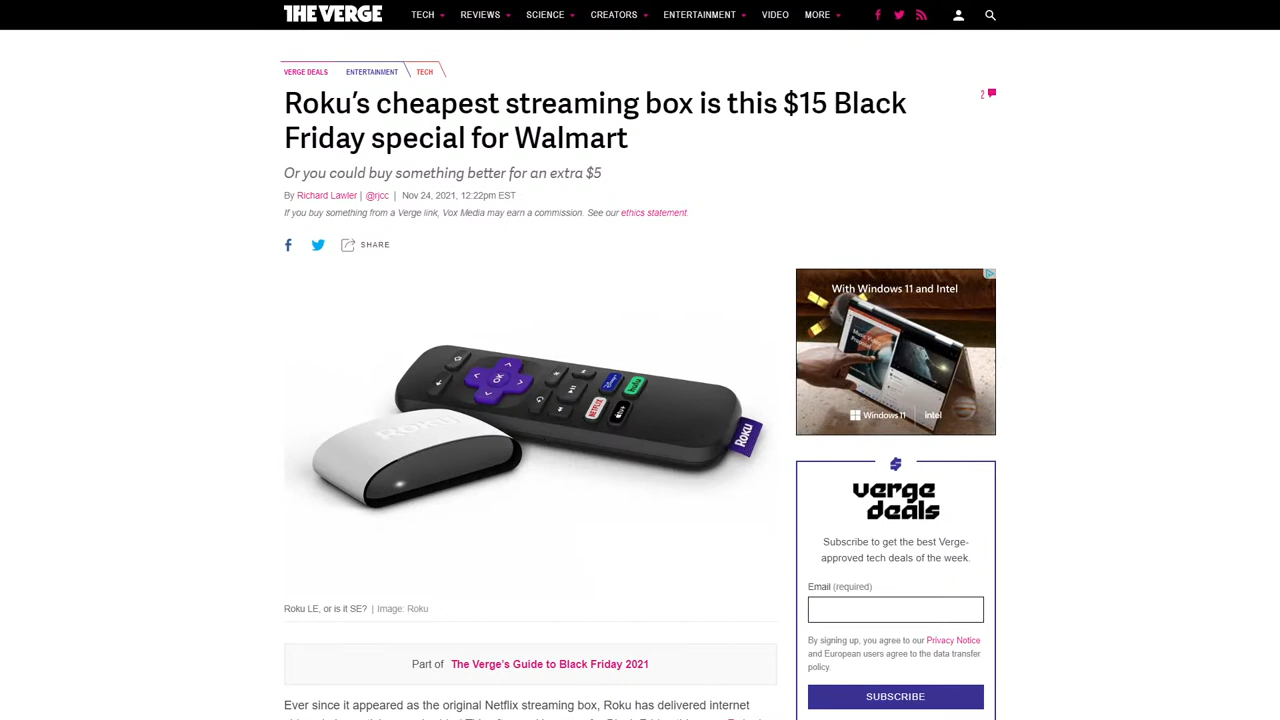 THE VERGE
TECH REVIEWS SCIENCE CREATORS ENTERTAINMENT VIDEO MORE
VERGE DEALS ENTERTAINMENT TECH
Roku's cheapest streaming box is this $15 Black
Friday special for Walmart
2
Or you could buy something better for an extra $5
By Richard Lawler | @rjcc | Nov 24, 2021, 12:22pm EST
If you buy something from a Verge link, Vox Media may earn a commission. See our ethics statement.
SHARE
With Windows 11 and Intel
Windows 11 intel
OK
hulu
NETFLIX
Roku
Roku
verge
deals
Subscribe to get the best Verge-
approved tech deals of the week.
Email (required)
By signing up, you agree to our Privacy Notice
and European users agree to the data transfer
policy.
SUBSCRIBE
Roku LE, or is it SE? | Image: Roku
Part of The Verge's Guide to Black Friday 2021
Ever since it appeared as the original Netflix streaming box, Roku has delivered internet